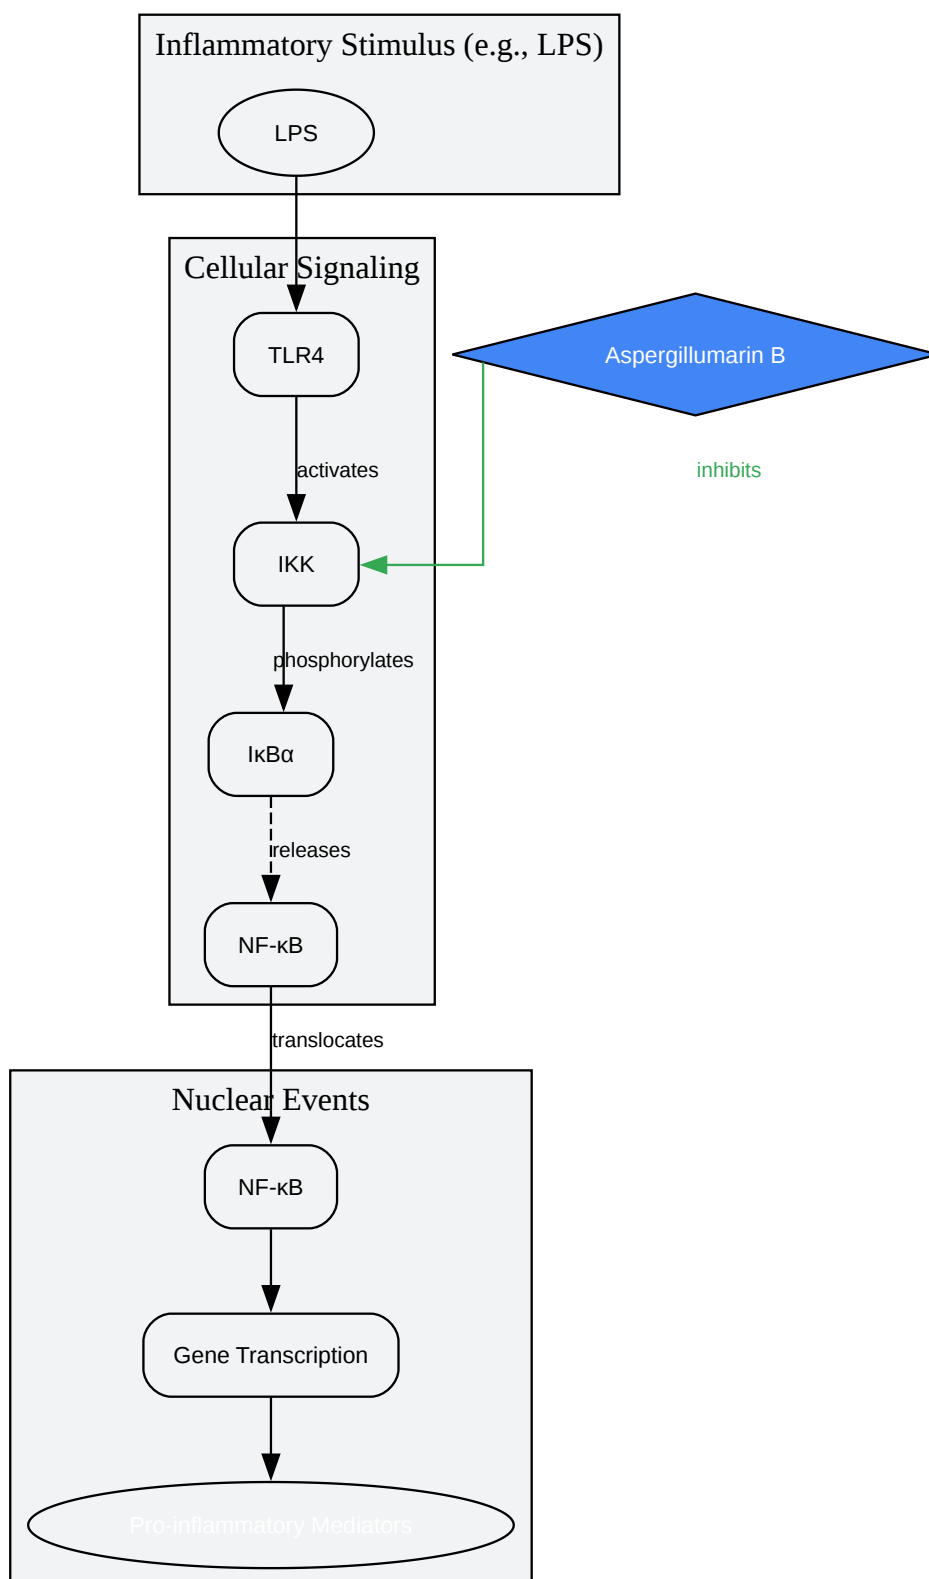 Inflammatory Stimulus (e.g., LPS)
LPS
Cellular Signaling
TLR4
Aspergillumarin B
activates
inhibits
IKK
phosphorylates
IκBα
releases
NF-κB
translocates
Nuclear Events
NF-κB
Gene Transcription
Pro-inflammatory Mediators